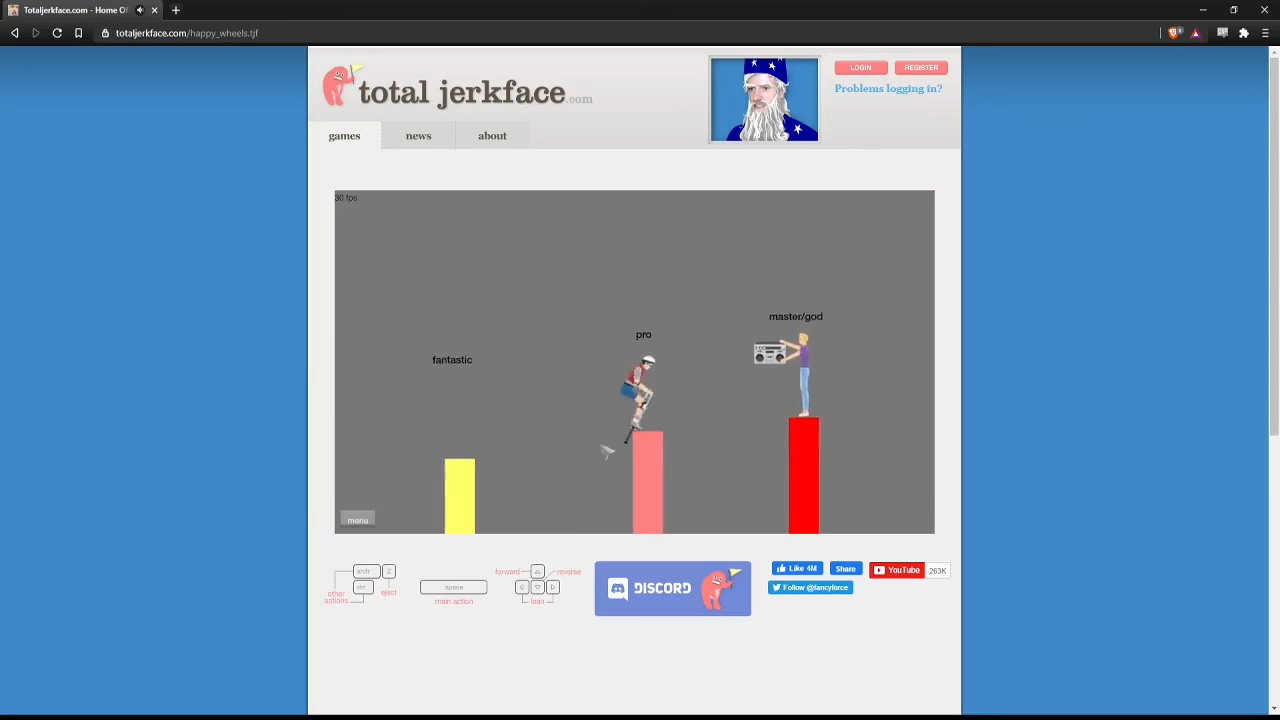 Totaljerkface.com - Home Of
totaljerkface.com/happy_wheels.tjf
total jerkface.com
LOGIN
REGISTER
Problems logging in?
games
news
about
30 fps
master/god
pro
fantastic
menu
shift
Z
ctrl
other
actions
eject
space
main action
forward
reverse
lean
DISCORD
Like 4M
Share
YouTube
263K
Follow @fancyforce